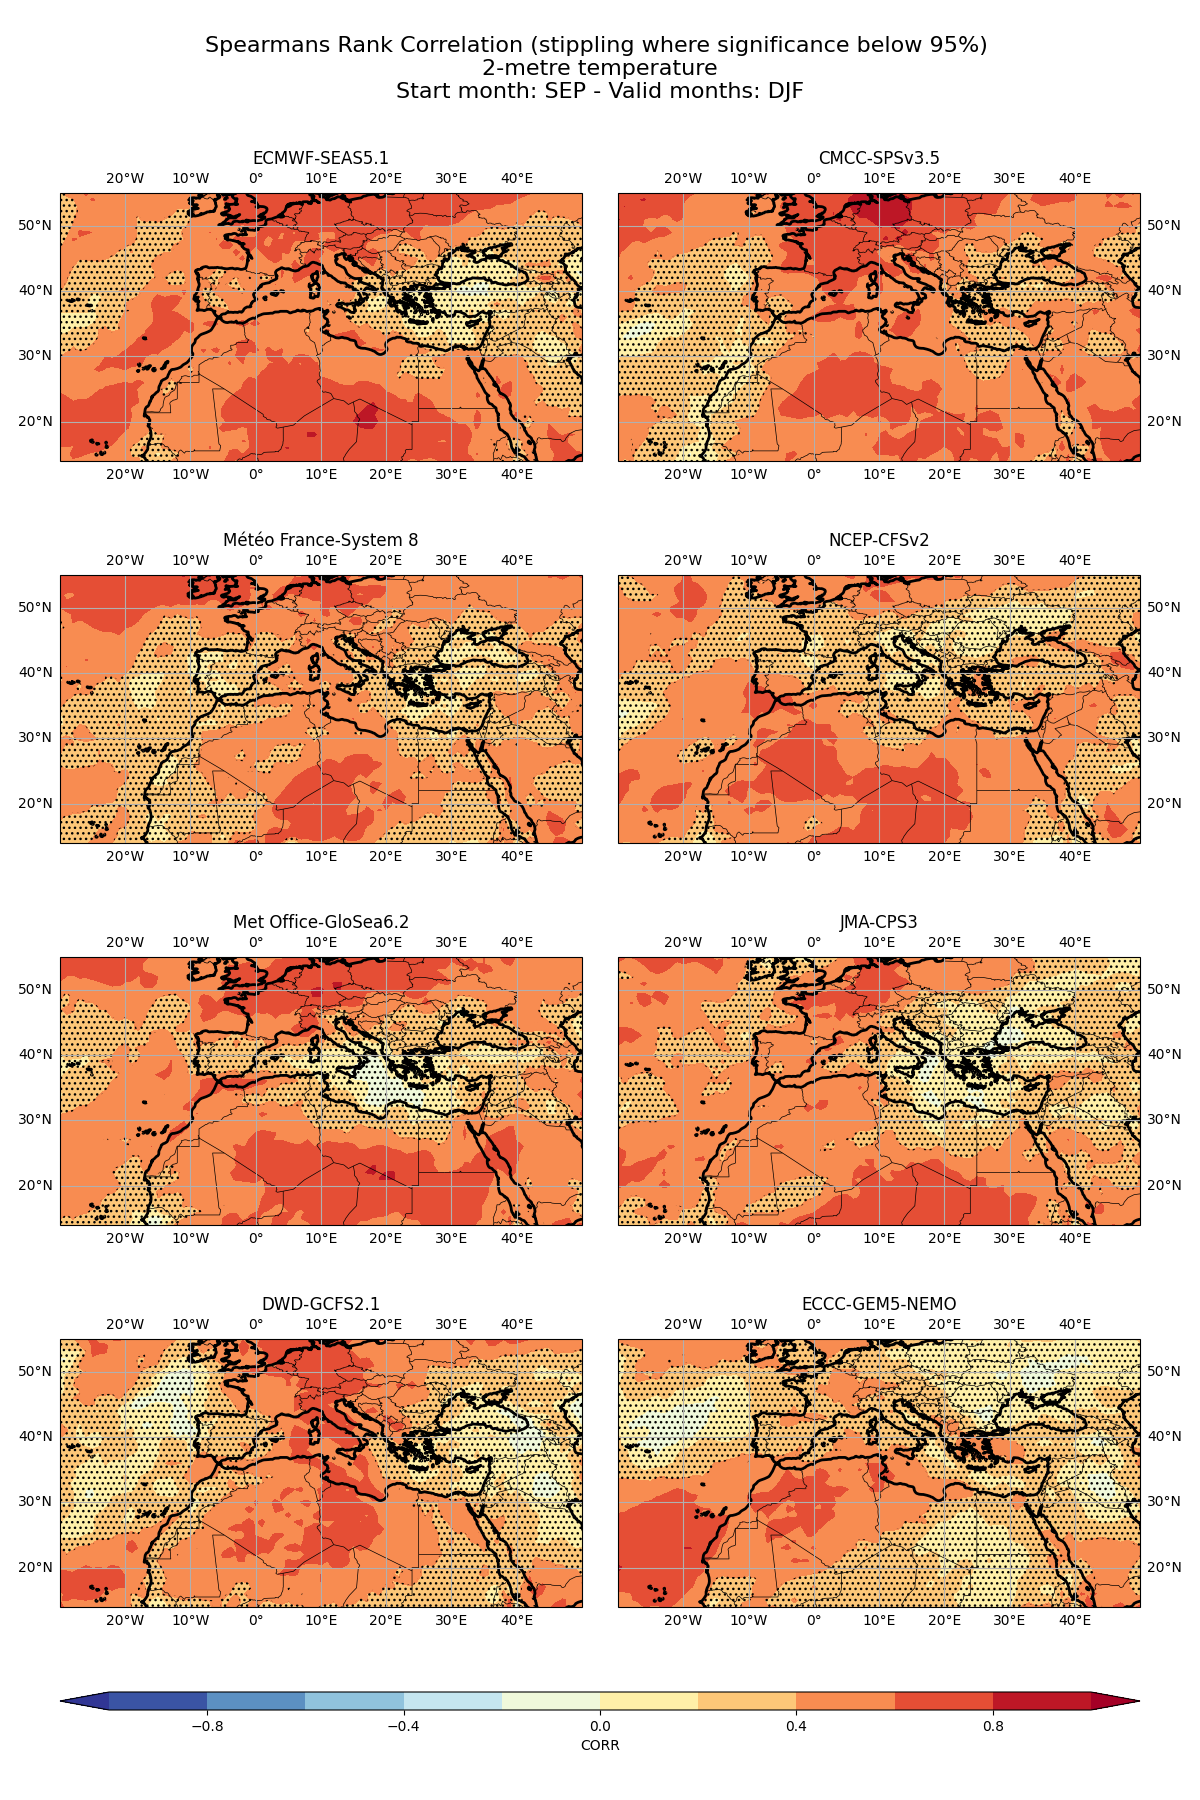 Spearmans Rank Correlation (stippling where significance below 95%)
2-metre temperature
Start month: SEP - Valid months: DJF
ECMWF-SEAS5.1
20°W 10°W 0° 10°E 20°E 30°E 40°E
50°N
40°N
30°N
20°N
20°W 10°W 0° 10°E 20°E 30°E 40°E
CMCC-SPSv3.5
20°W 10°W 0° 10°E 20°E 30°E 40°E
50°N
40°N
30°N
20°N
20°W 10°W 0° 10°E 20°E 30°E 40°E
Météo France-System 8
20°W 10°W 0° 10°E 20°E 30°E 40°E
50°N
40°N
30°N
20°N
20°W 10°W 0° 10°E 20°E 30°E 40°E
NCEP-CFSv2
20°W 10°W 0° 10°E 20°E 30°E 40°E
50°N
40°N
30°N
20°N
20°W 10°W 0° 10°E 20°E 30°E 40°E
Met Office-GloSea6.2
20°W 10°W 0° 10°E 20°E 30°E 40°E
50°N
40°N
30°N
20°N
20°W 10°W 0° 10°E 20°E 30°E 40°E
JMA-CPS3
20°W 10°W 0° 10°E 20°E 30°E 40°E
50°N
40°N
30°N
20°N
20°W 10°W 0° 10°E 20°E 30°E 40°E
DWD-GCFS2.1
20°W 10°W 0° 10°E 20°E 30°E 40°E
50°N
40°N
30°N
20°N
20°W 10°W 0° 10°E 20°E 30°E 40°E
ECCC-GEM5-NEMO
20°W 10°W 0° 10°E 20°E 30°E 40°E
50°N
40°N
30°N
20°N
20°W 10°W 0° 10°E 20°E 30°E 40°E
−0.8 −0.4 0.0 0.4 0.8
CORR